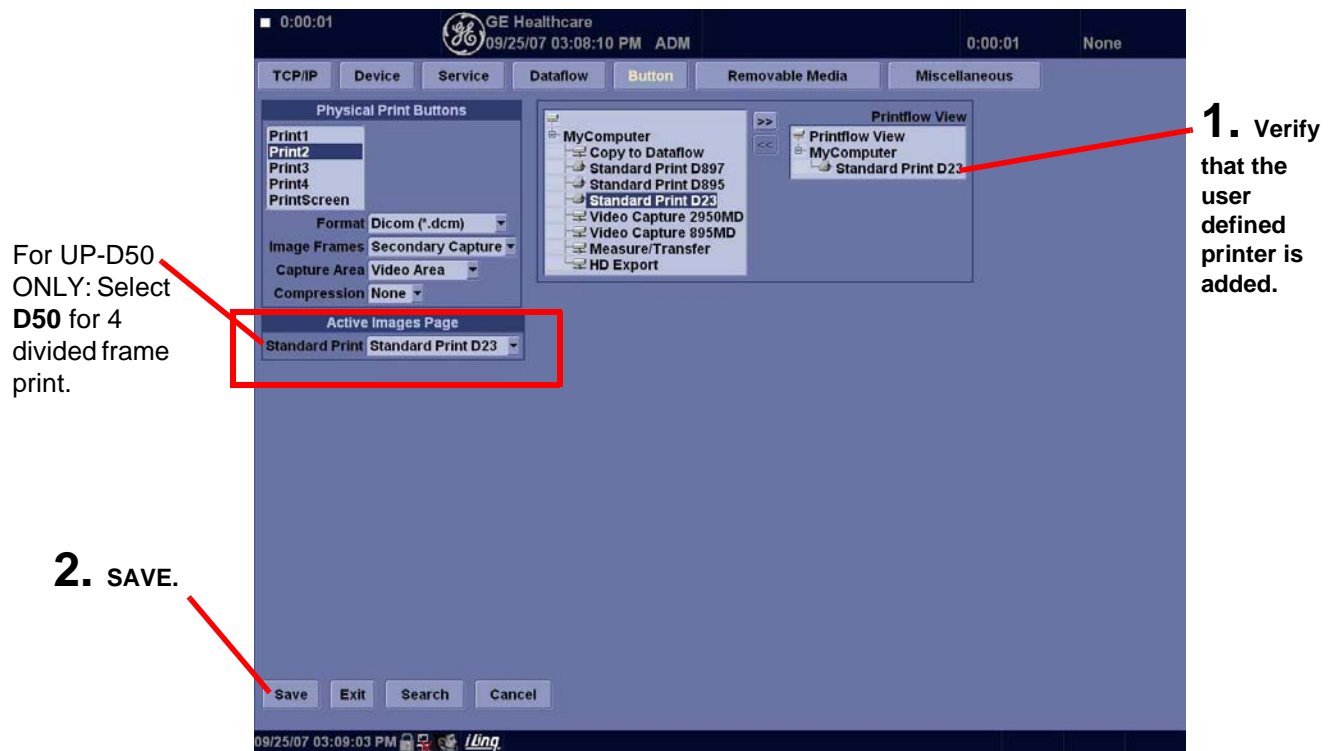 0:00:01
GE Healthcare
09/25/07 03:08:10 PM ADM
0:00:01
None
TCP/IP
Device
Service
Dataflow
Button
Removable Media
Miscellaneous
Physical Print Buttons
Print1
Print2
Print3
Print4
PrintScreen
Format Dicom (*.dcm)
Image Frames Secondary Capture
Capture Area Video Area
Compression None
Active Images Page
Standard Print Standard Print D23
MyComputer
Copy to Dataflow
Standard Print D897
Standard Print D895
Standard Print D23
Video Capture 2950MD
Video Capture 895MD
Measure/Transfer
HD Export
>>
<<
Printflow View
Printflow View
MyComputer
Standard Print D23
1. Verify
that the
user
defined
printer is
added.
For UP-D50
ONLY: Select
D50 for 4
divided frame
print.
2. SAVE.
Save
Exit
Search
Cancel
09/25/07 03:09:03 PM
iLinq